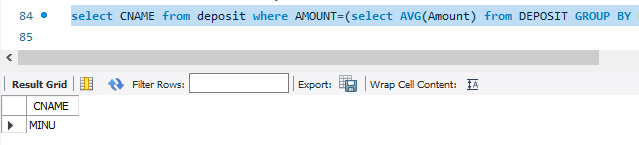 84 select CNAME from deposit where AMOUNT=(select AVG(Amount) from DEPOSIT GROUP BY
85
Result Grid Filter Rows: Export: Wrap Cell Content:
CNAME
MINU